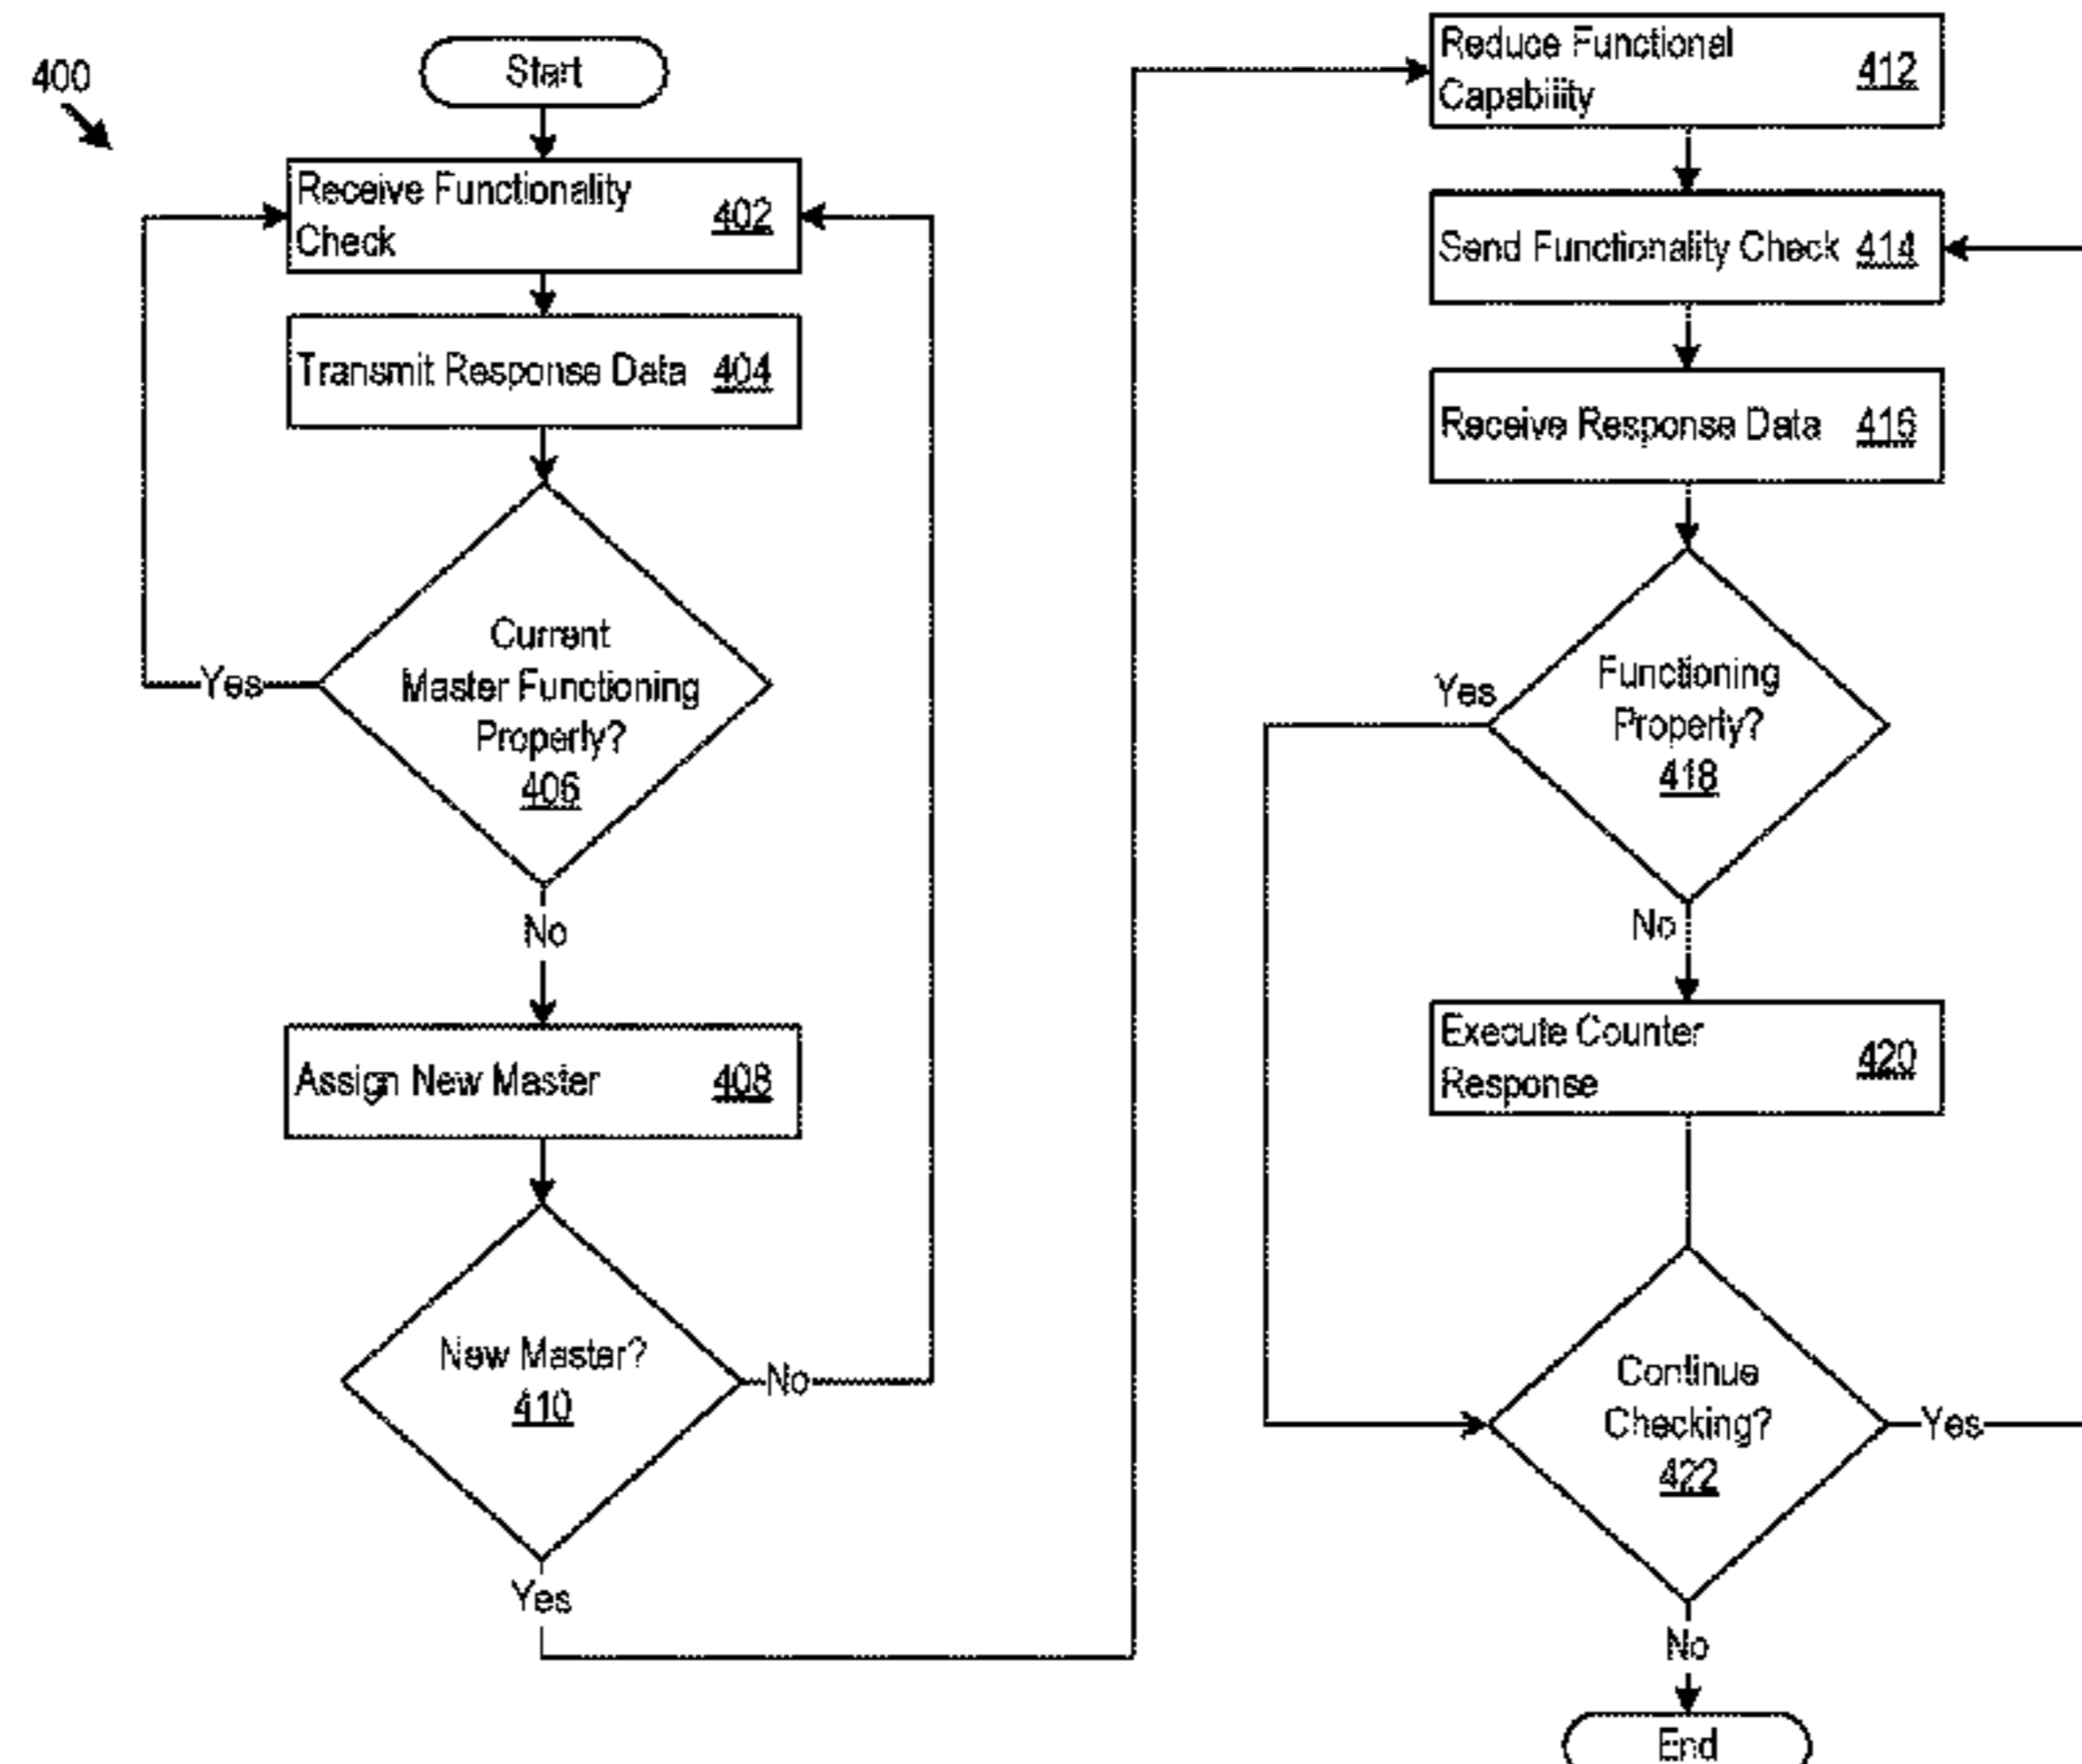 400
Start
Receive Functionality
Check
402
Transmit Response Data 404
Current
Master Functioning
Properly?
406
Yes
No
Assign New Master 408
New Master?
410
No
Yes
Reduce Functional
Capability
412
Send Functionality Check 414
Receive Response Data 416
Functioning
Properly?
418
Yes
No
Execute Counter
Response
420
Continue
Checking?
422
Yes
No
End